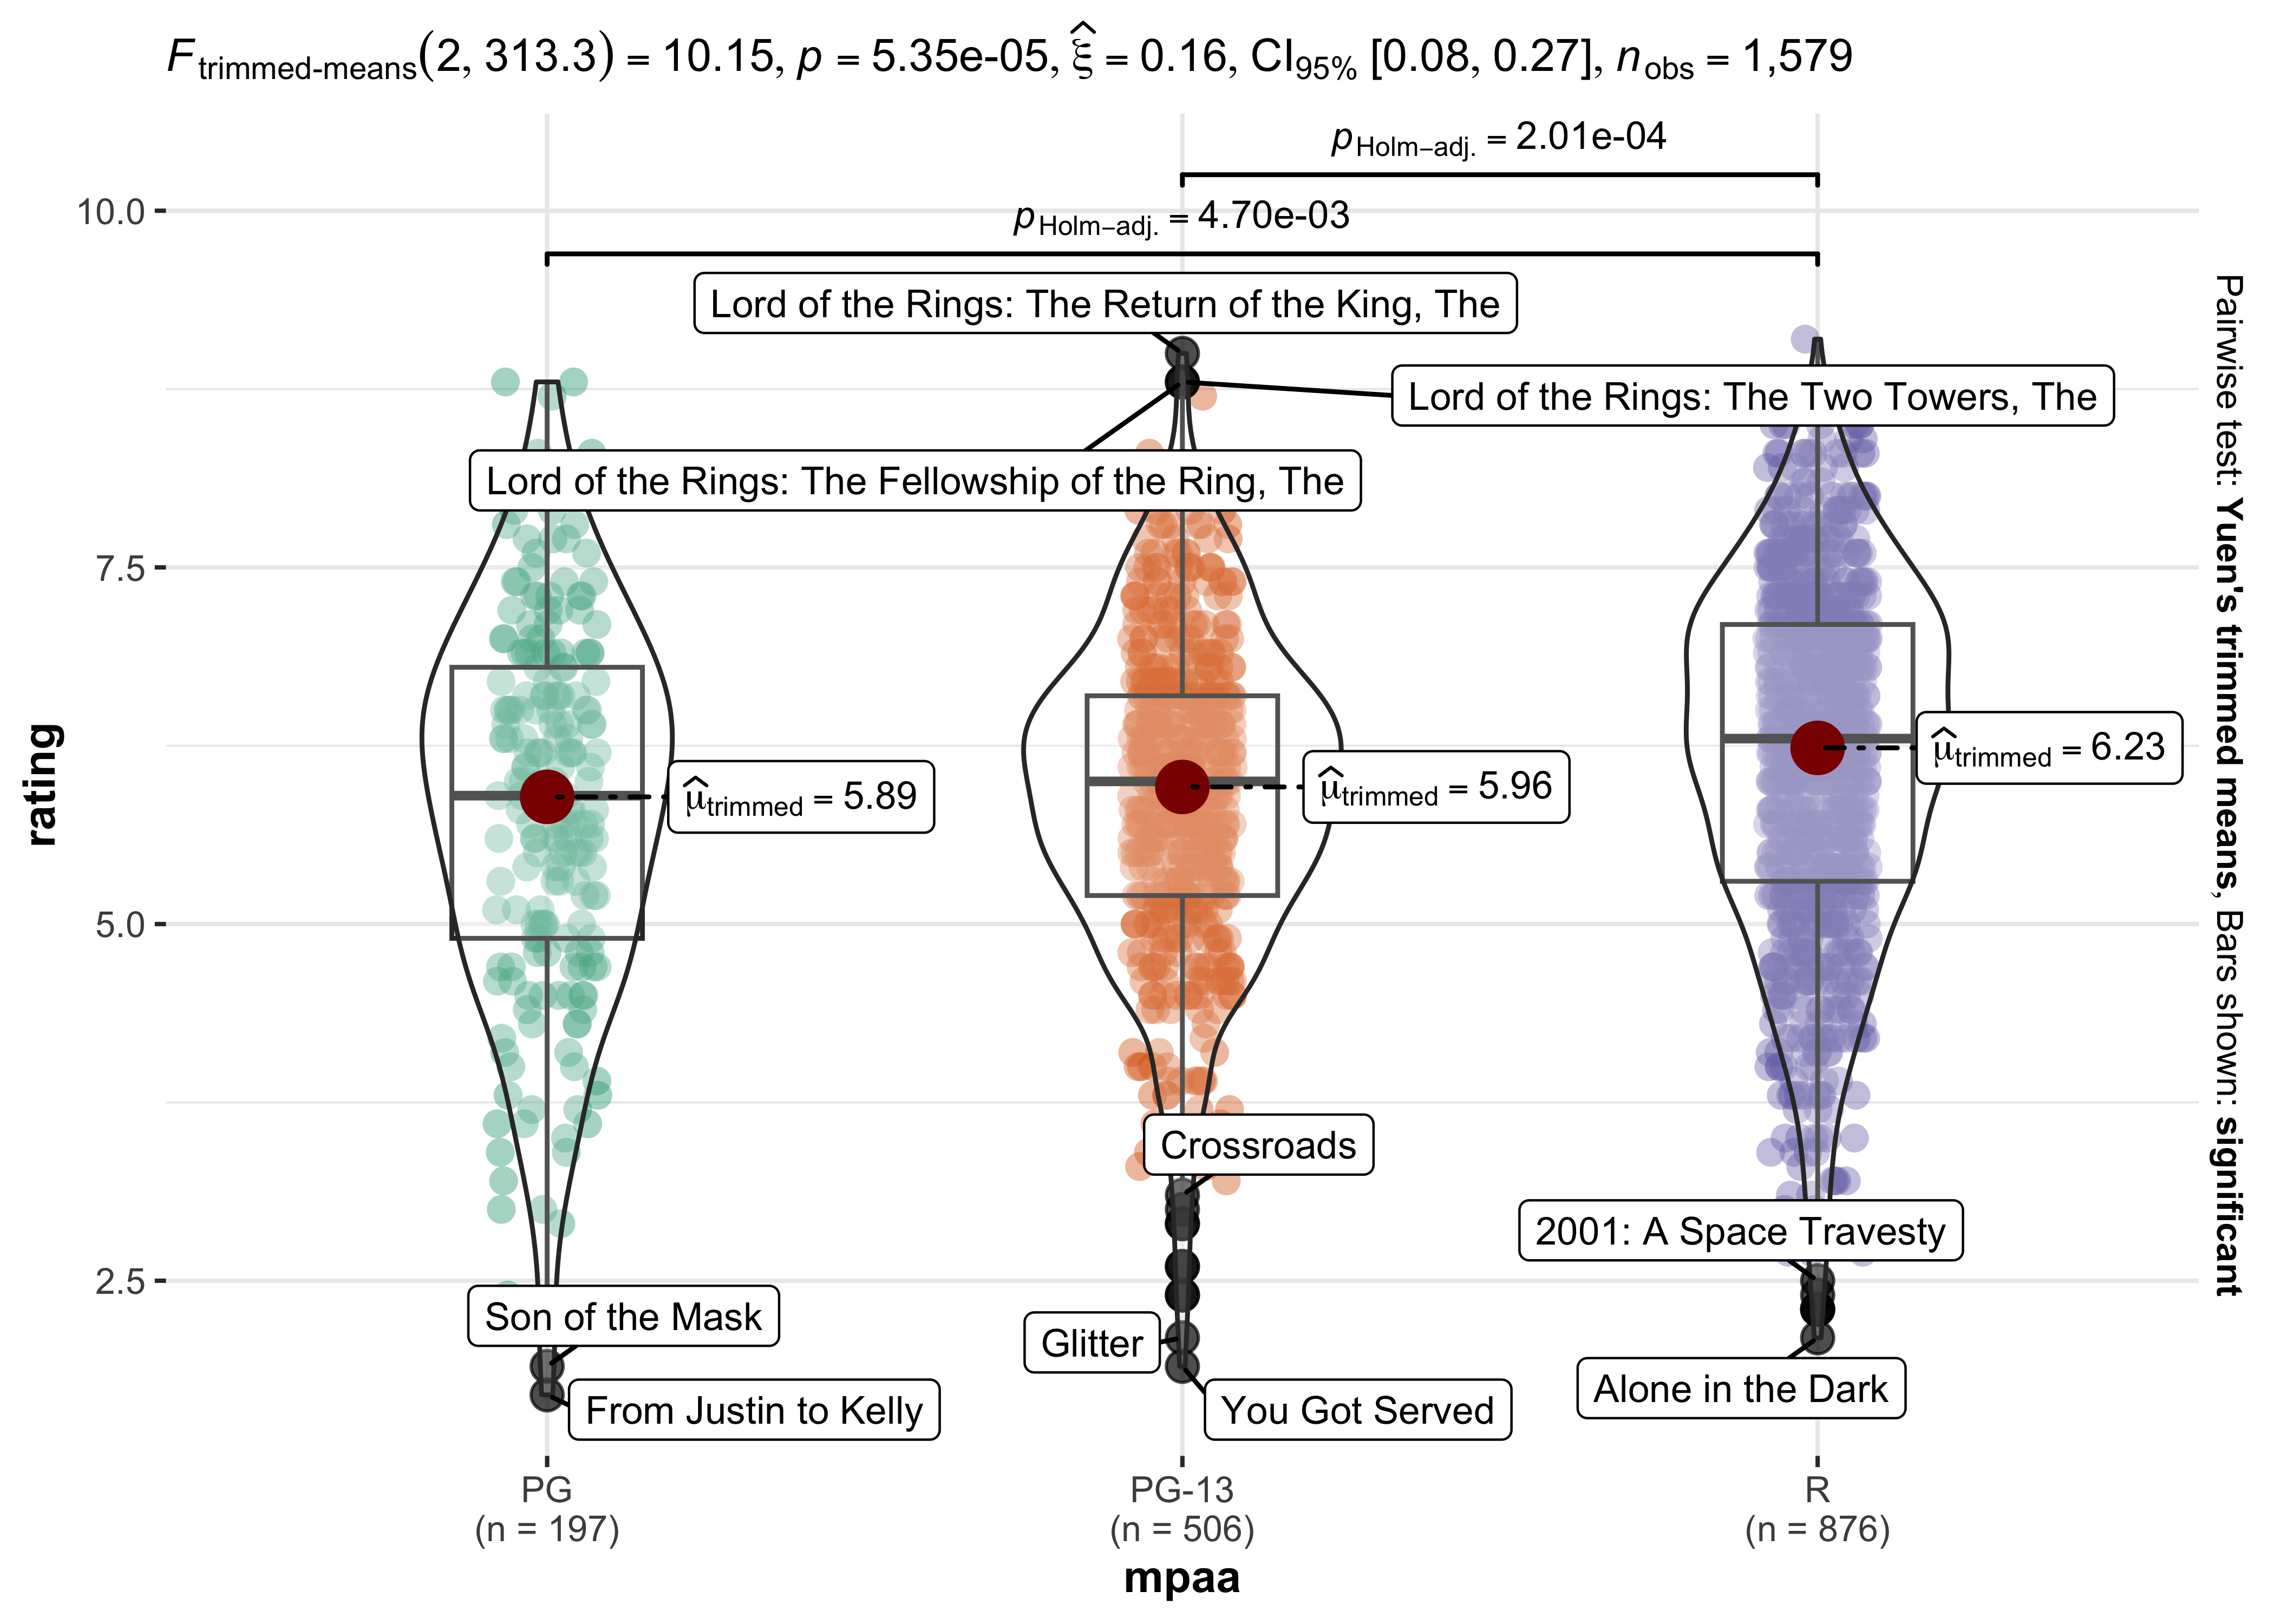 F trimmed-means(2, 313.3) = 10.15, p = 5.35e-05, ξ̂ = 0.16, CI95% [0.08, 0.27], nobs = 1,579
pHolm−adj. = 2.01e-04
10.0
pHolm−adj. = 4.70e-03
Lord of the Rings: The Return of the King, The
Lord of the Rings: The Two Towers, The
Lord of the Rings: The Fellowship of the Ring, The
7.5
μ̂trimmed = 5.89
μ̂trimmed = 5.96
μ̂trimmed = 6.23
5.0
Crossroads
2001: A Space Travesty
2.5
Son of the Mask
Glitter
From Justin to Kelly
You Got Served
Alone in the Dark
rating
Pairwise test: Yuen's trimmed means, Bars shown: significant
PG
(n = 197)
PG-13
(n = 506)
R
(n = 876)
mpaa